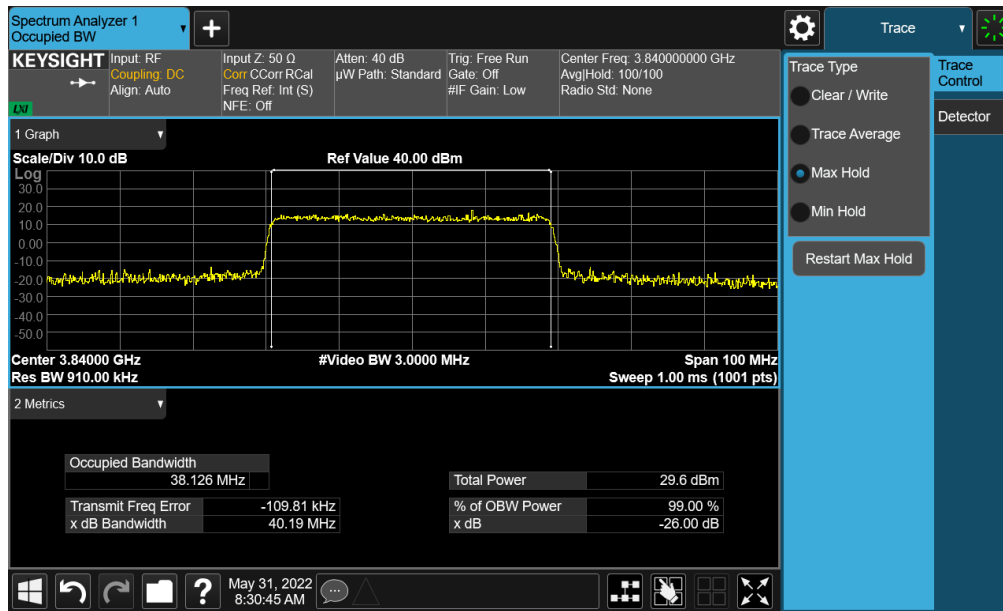 Spectrum Analyzer 1
Occupied BW
+
Trace
KEYSIGHT
Input: RF
Coupling: DC
Align: Auto
Input Z: 50 Ω
Corr CCorr RCal
Freq Ref: Int (S)
NFE: Off
Atten: 40 dB
µW Path: Standard
Trig: Free Run
Gate: Off
#IF Gain: Low
Center Freq: 3.840000000 GHz
Avg|Hold: 100/100
Radio Std: None
LXI
Trace Type
Clear / Write
Trace Average
Max Hold
Min Hold
Restart Max Hold
Trace
Control
Detector
1 Graph
Scale/Div 10.0 dB
Ref Value 40.00 dBm
Log
30.0
20.0
10.0
0.00
-10.0
-20.0
-30.0
-40.0
-50.0
Center 3.84000 GHz
#Video BW 3.0000 MHz
Span 100 MHz
Res BW 910.00 kHz
Sweep 1.00 ms (1001 pts)
2 Metrics
Occupied Bandwidth
38.126 MHz
Total Power 29.6 dBm
Transmit Freq Error -109.81 kHz
% of OBW Power 99.00 %
x dB Bandwidth 40.19 MHz
x dB -26.00 dB
?
May 31, 2022
8:30:45 AM